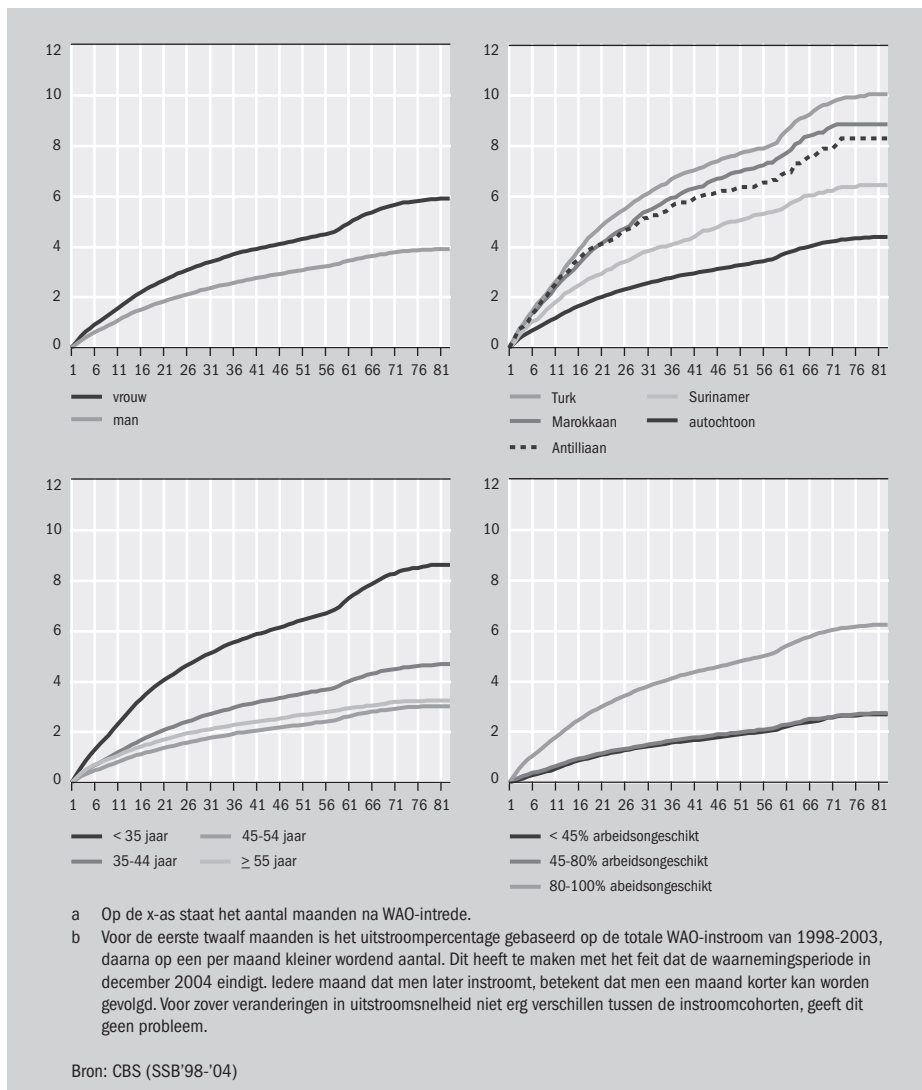 12
10
8
6
4
2
0
1 6 11 16 21 26 31 36 41 46 51 56 61 66 71 76 81
vrouw
man
12
10
8
6
4
2
0
1 6 11 16 21 26 31 36 41 46 51 56 61 66 71 76 81
Turk Surinamer
Marokkaan autochtoon
Antilliaan
12
10
8
6
4
2
0
1 6 11 16 21 26 31 36 41 46 51 56 61 66 71 76 81
< 35 jaar 45-54 jaar
35-44 jaar ≥ 55 jaar
12
10
8
6
4
2
0
1 6 11 16 21 26 31 36 41 46 51 56 61 66 71 76 81
< 45% arbeidsongeschikt
45-80% arbeidsongeschikt
80-100% abeidsongeschikt
a Op de x-as staat het aantal maanden na WAO-intrede.
b Voor de eerste twaalf maanden is het uitstroompercentage gebaseerd op de totale WAO-instroom van 1998-2003,
daarna op een per maand kleiner wordend aantal. Dit heeft te maken met het feit dat de waarnemingsperiode in
december 2004 eindigt. Iedere maand dat men later instroomt, betekent dat men een maand korter kan worden
gevolgd. Voor zover veranderingen in uitstroomsnelheid niet erg verschillen tussen de instroomcohorten, geeft dit
geen probleem.
Bron: CBS (SSB'98-'04)